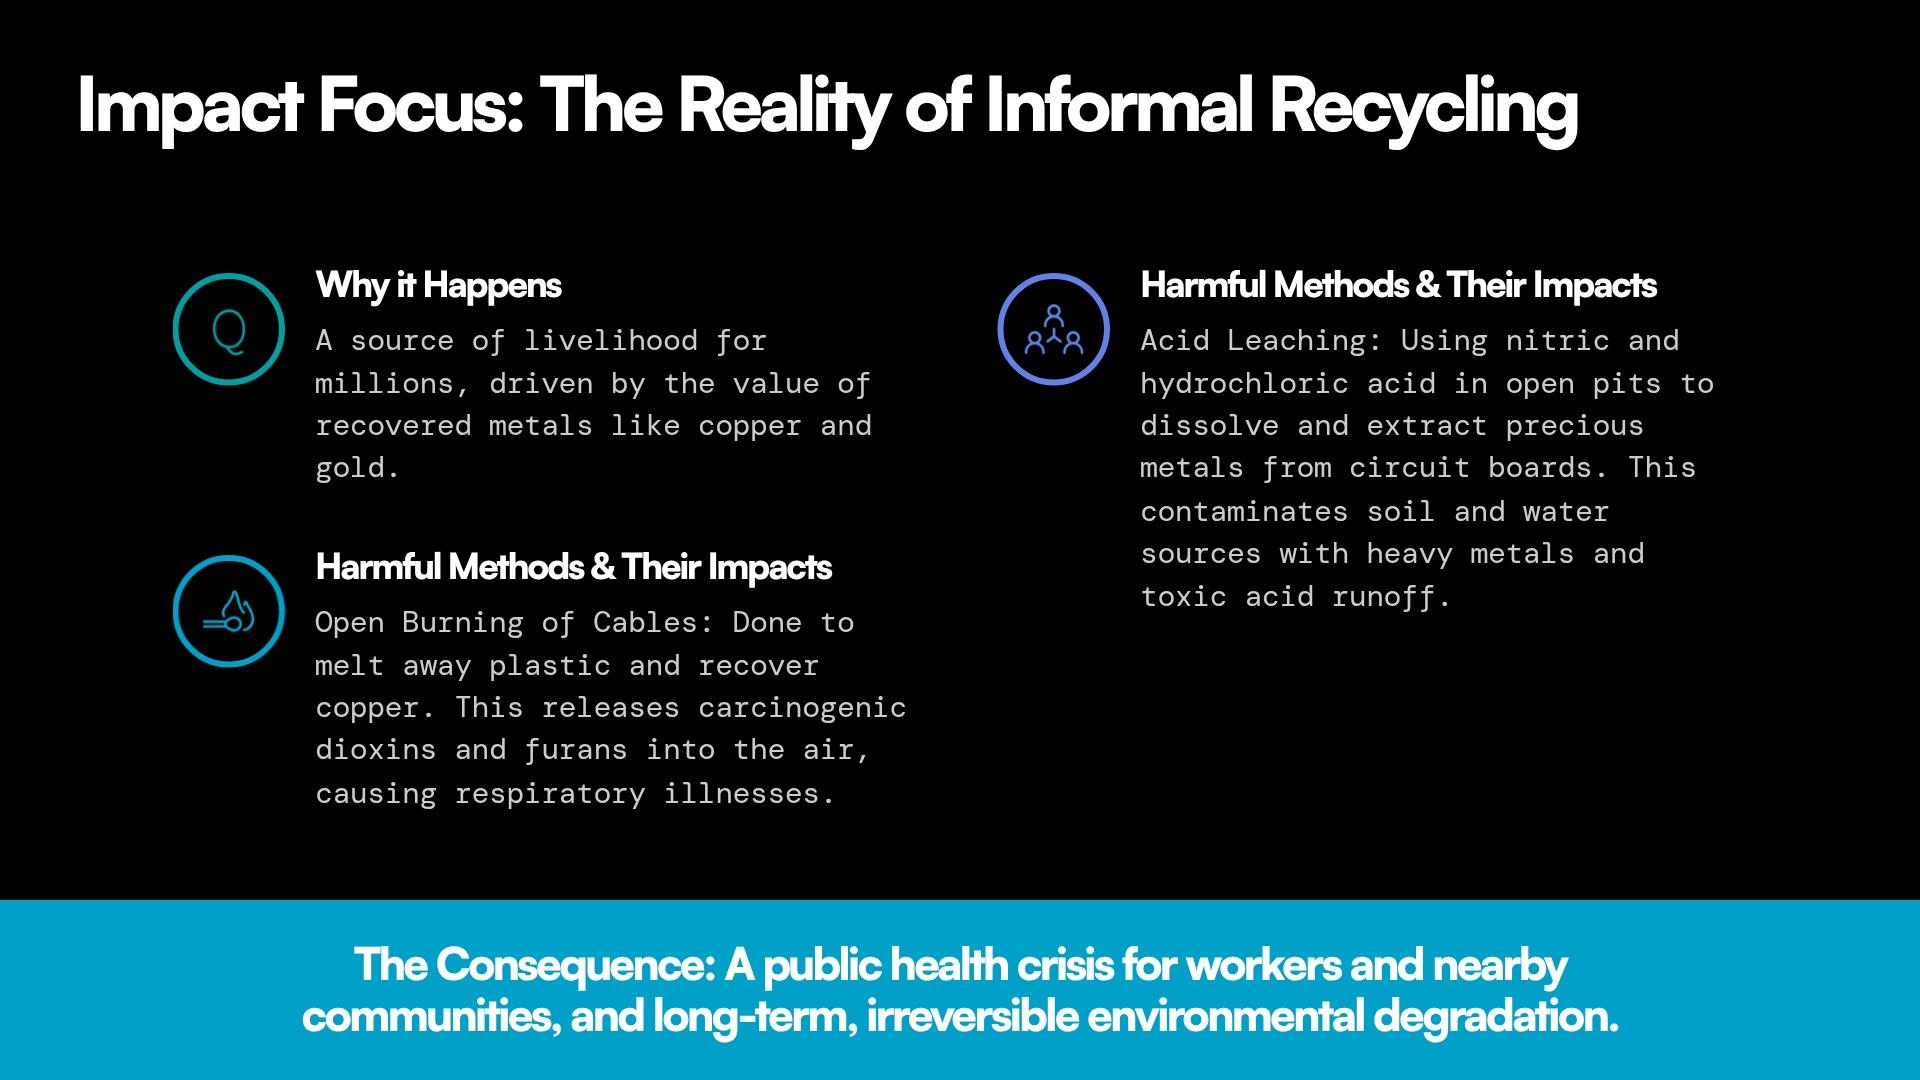 Impact Focus: The Reality of Informal Recycling
Why it Happens
A source of livelihood for
millions, driven by the value of
recovered metals like copper and
gold.
Harmful Methods & Their Impacts
Open Burning of Cables: Done to
melt away plastic and recover
copper. This releases carcinogenic
dioxins and furans into the air,
causing respiratory illnesses.
Harmful Methods & Their Impacts
Acid Leaching: Using nitric and
hydrochloric acid in open pits to
dissolve and extract precious
metals from circuit boards. This
contaminates soil and water
sources with heavy metals and
toxic acid runoff.
The Consequence: A public health crisis for workers and nearby
communities, and long-term, irreversible environmental degradation.